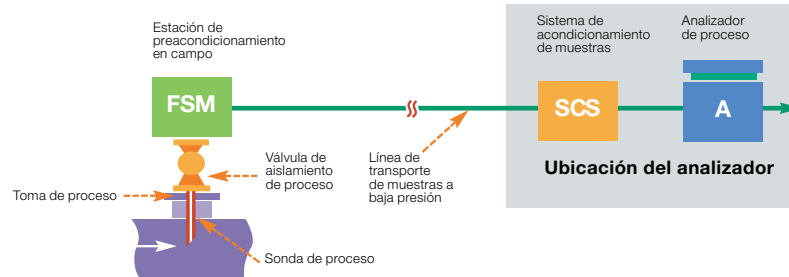 Estación de
preacondicionamiento
en campo
FSM
Sistema de
acondicionamiento
de muestras
Analizador
de proceso
SCS
A
Válvula de
aislamiento
de proceso
Línea de
transporte
de muestras a
baja presión
Ubicación del analizador
Toma de proceso
Sonda de proceso